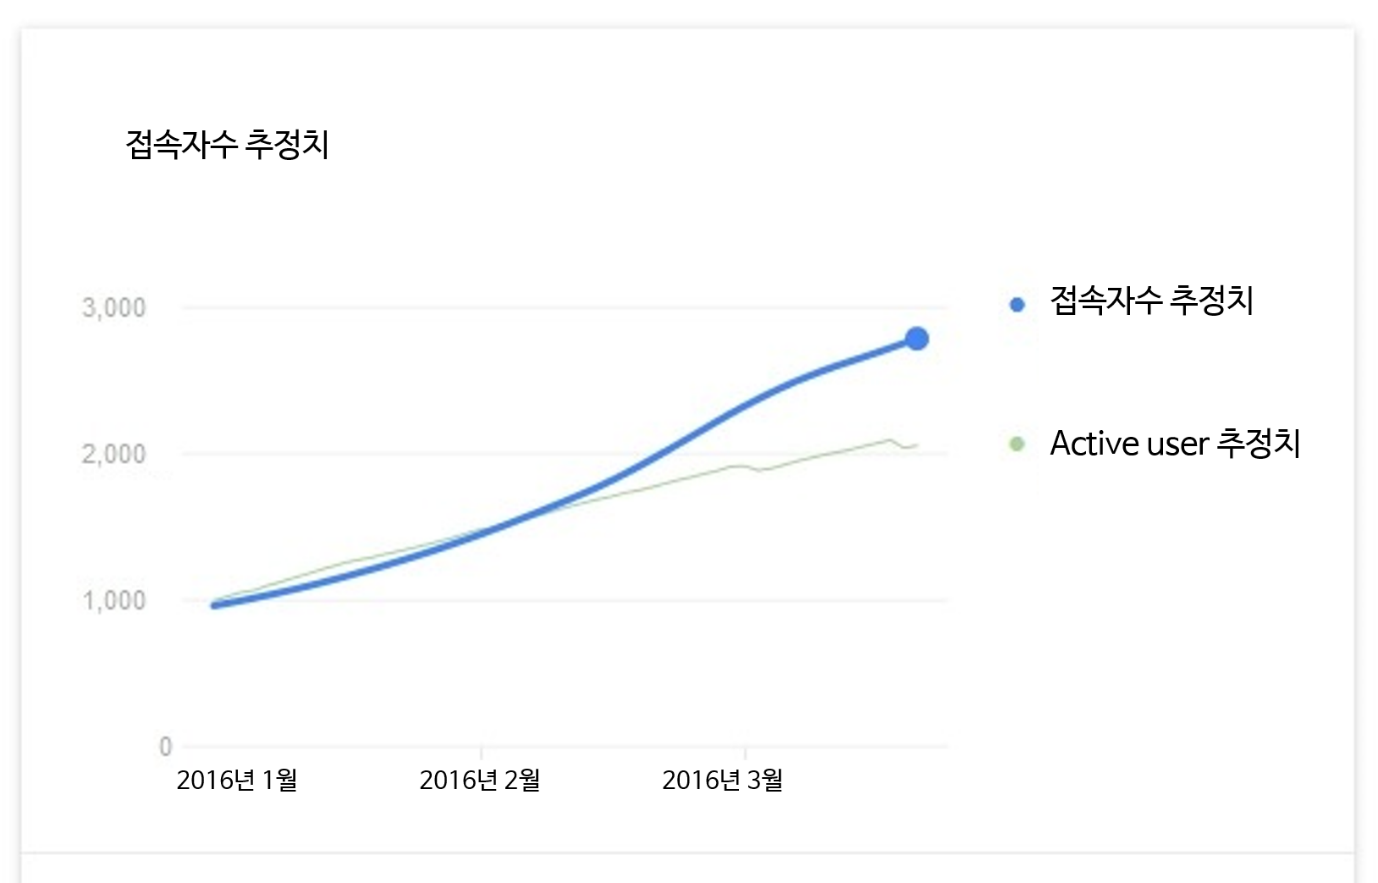 접속자수 추정치
3,000
접속자수 추정치
2,000
Active user 추정치
1,000
0
2016년 1월 2016년 2월 2016년 3월